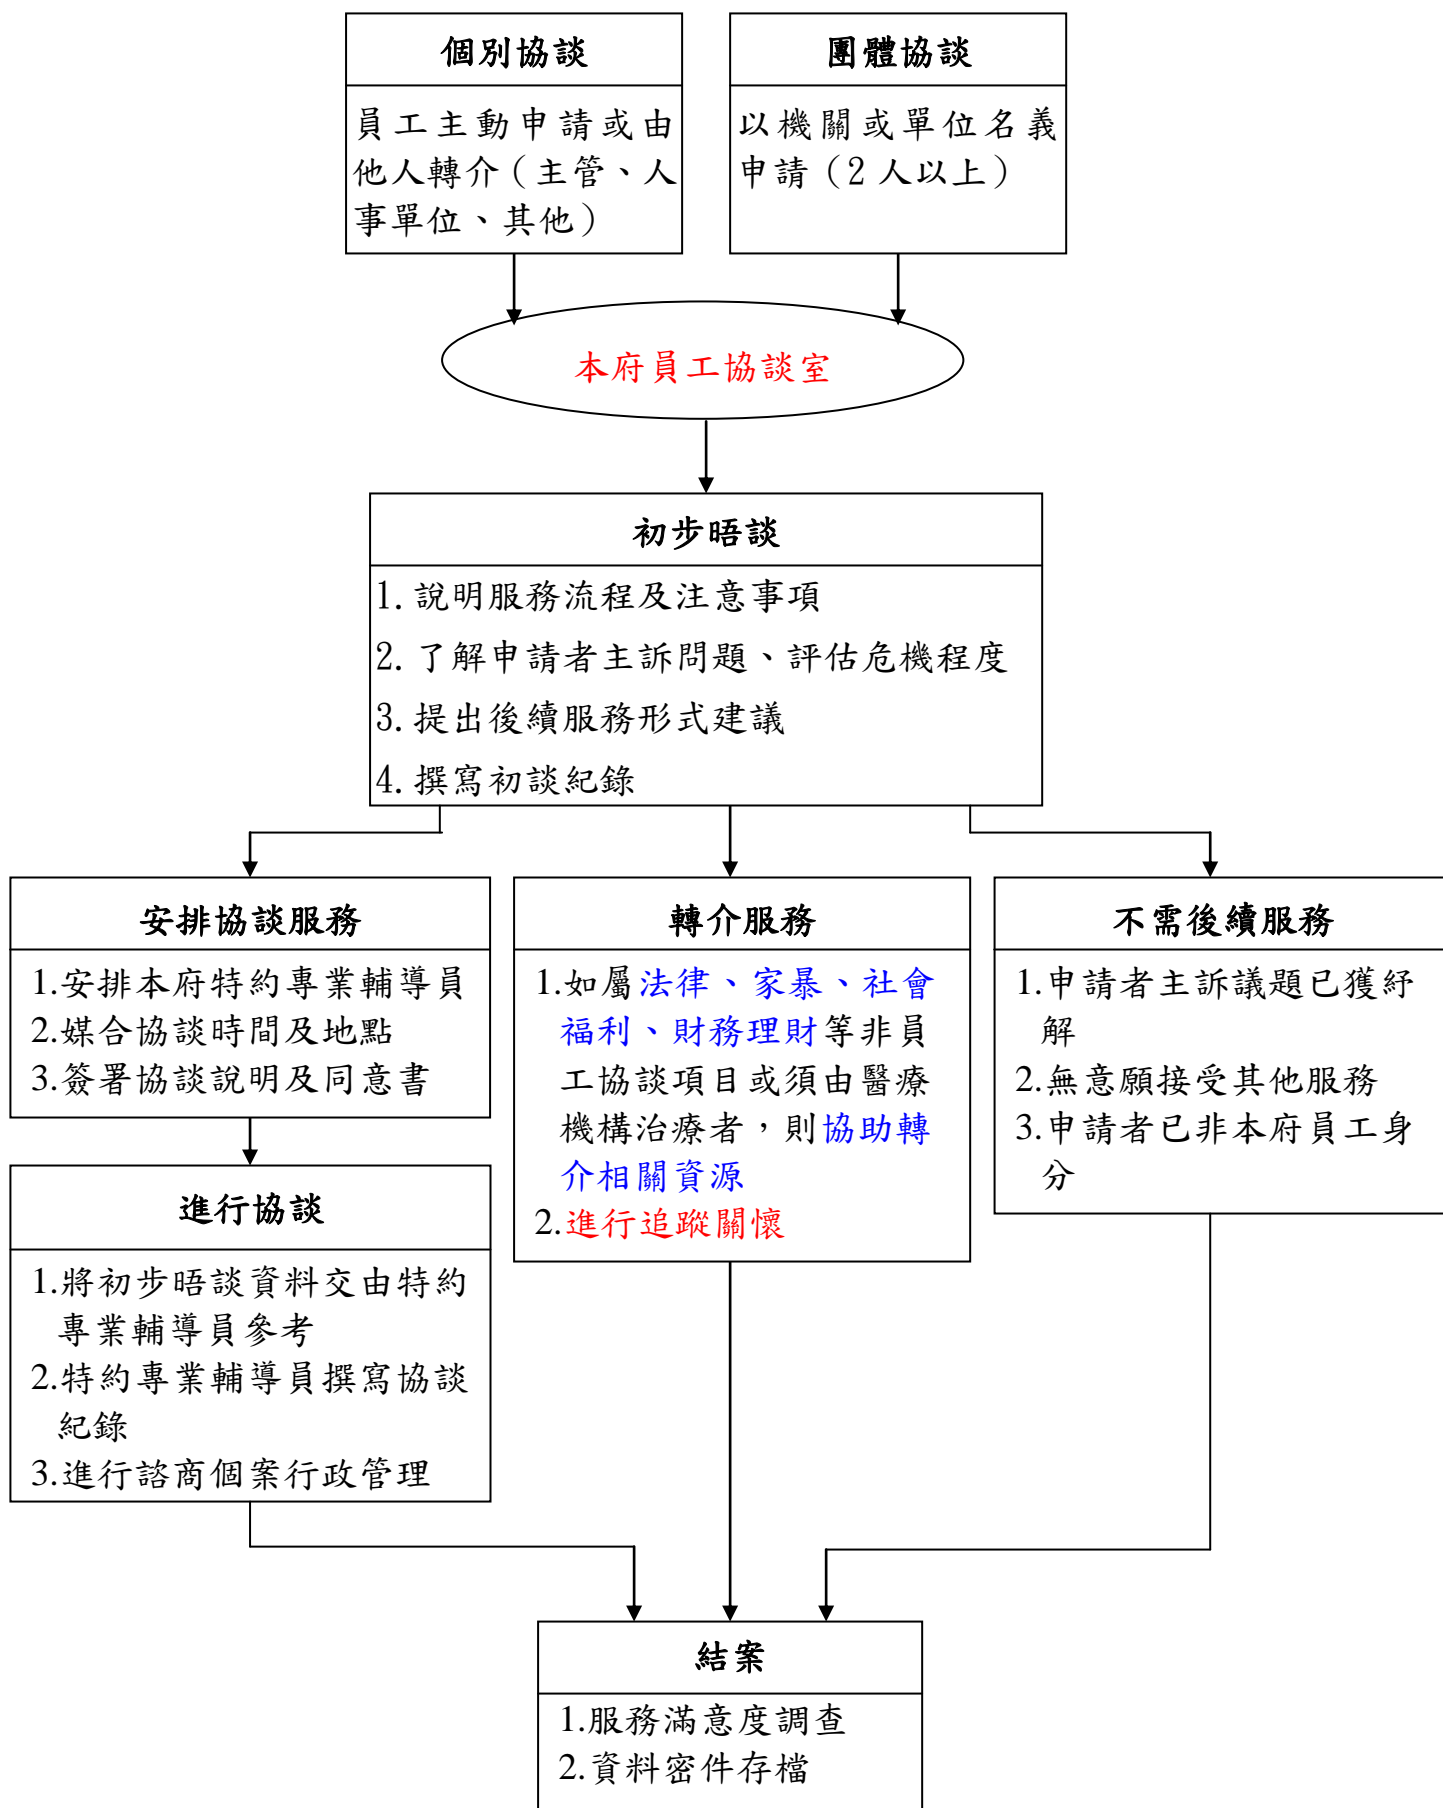 個別協談
員工主動申請或由
他人轉介（主管、人
事單位、其他）
團體協談
以機關或單位名義
申請（2 人以上）
本府員工協談室
初步晤談
1. 說明服務流程及注意事項
2. 了解申請者主訴問題、評估危機程度
3. 提出後續服務形式建議
4. 撰寫初談紀錄
安排協談服務
1.安排本府特約專業輔導員
2.媒合協談時間及地點
3.簽署協談說明及同意書
進行協談
1.將初步晤談資料交由特約
專業輔導員參考
2.特約專業輔導員撰寫協談
紀錄
3.進行諮商個案行政管理
轉介服務
1.如屬法律、家暴、社會
福利、財務理財等非員
工協談項目或須由醫療
機構治療者，則協助轉
介相關資源
2.進行追蹤關懷
不需後續服務
1.申請者主訴議題已獲紓
解
2.無意願接受其他服務
3.申請者已非本府員工身
分
結案
1.服務滿意度調查
2.資料密件存檔